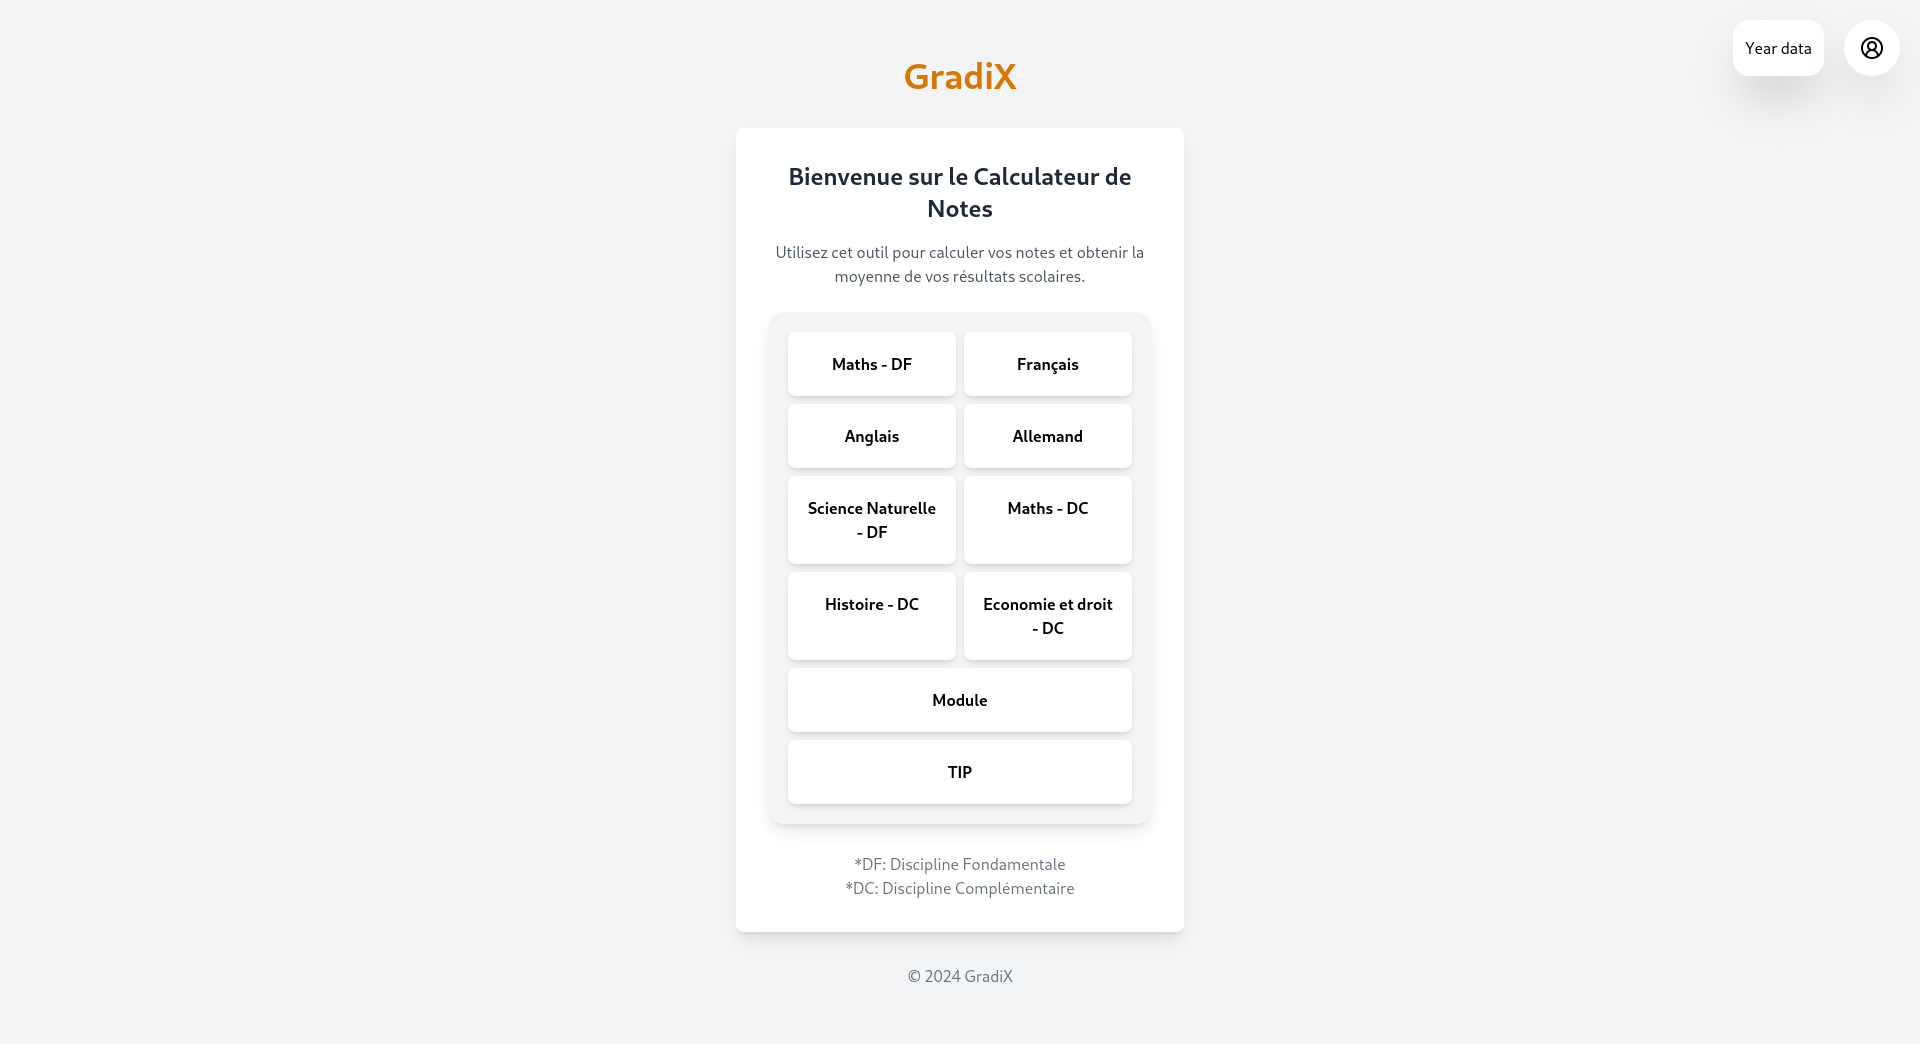 Year data
GradiX
Bienvenue sur le Calculateur de
Notes
Utilisez cet outil pour calculer vos notes et obtenir la
moyenne de vos résultats scolaires.
Maths - DF
Français
Anglais
Allemand
Science Naturelle
- DF
Maths - DC
Histoire - DC
Economie et droit
- DC
Module
TIP
*DF: Discipline Fondamentale
*DC: Discipline Complémentaire
© 2024 GradiX